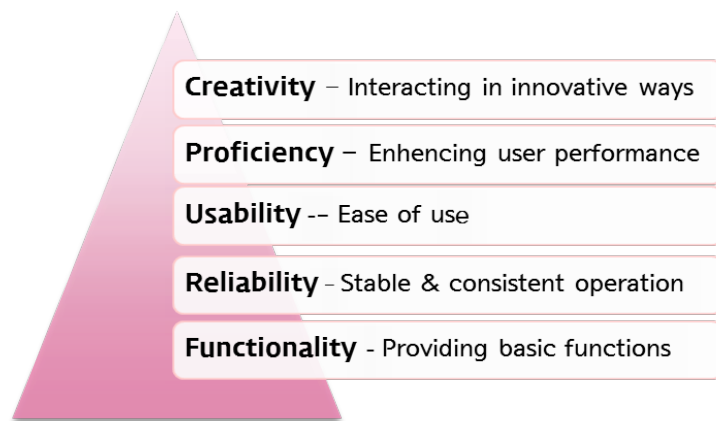 Creativity – Interacting in innovative ways
Proficiency – Enhencing user performance
Usability -– Ease of use
Reliability – Stable & consistent operation
Functionality - Providing basic functions